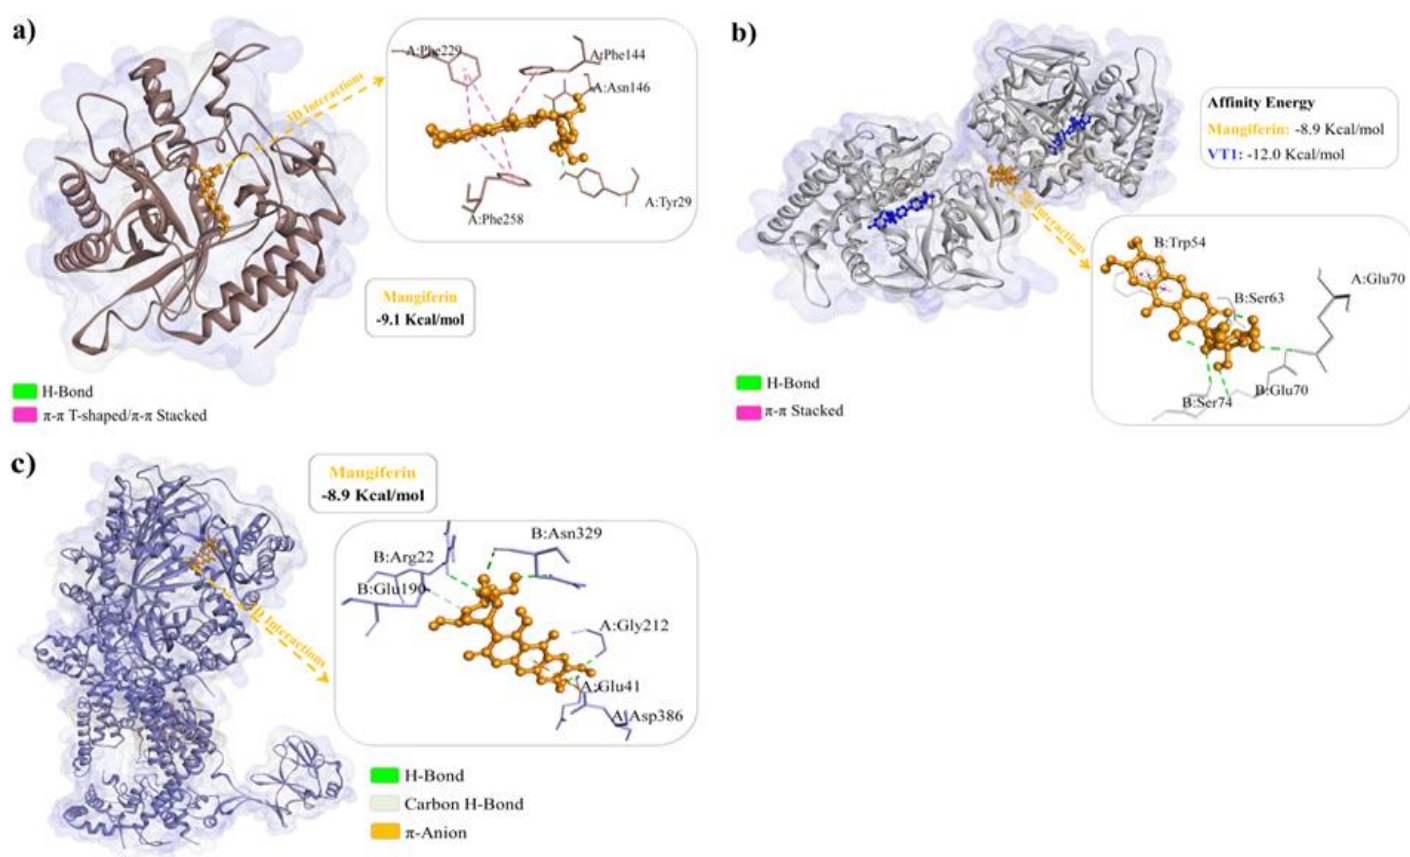 a)
A:Phe229
A:Phe144
A:Asn146
3D Interactions
A:Phe258
A:Tyr29
Mangiferin
-9.1 Kcal/mol
H-Bond
π-π T-shaped/π-π Stacked
b)
Affinity Energy
Mangiferin: -8.9 Kcal/mol
VT1: -12.0 Kcal/mol
3D Interactions
B:Trp54
A:Glu70
B:Ser63
B:Glu70
B:Ser74
H-Bond
π-π Stacked
c)
Mangiferin
-8.9 Kcal/mol
B:Asn329
B:Arg22
B:Glu190
3D Interactions
A:Gly212
A:Glu41
A:Asp386
H-Bond
Carbon H-Bond
π-Anion